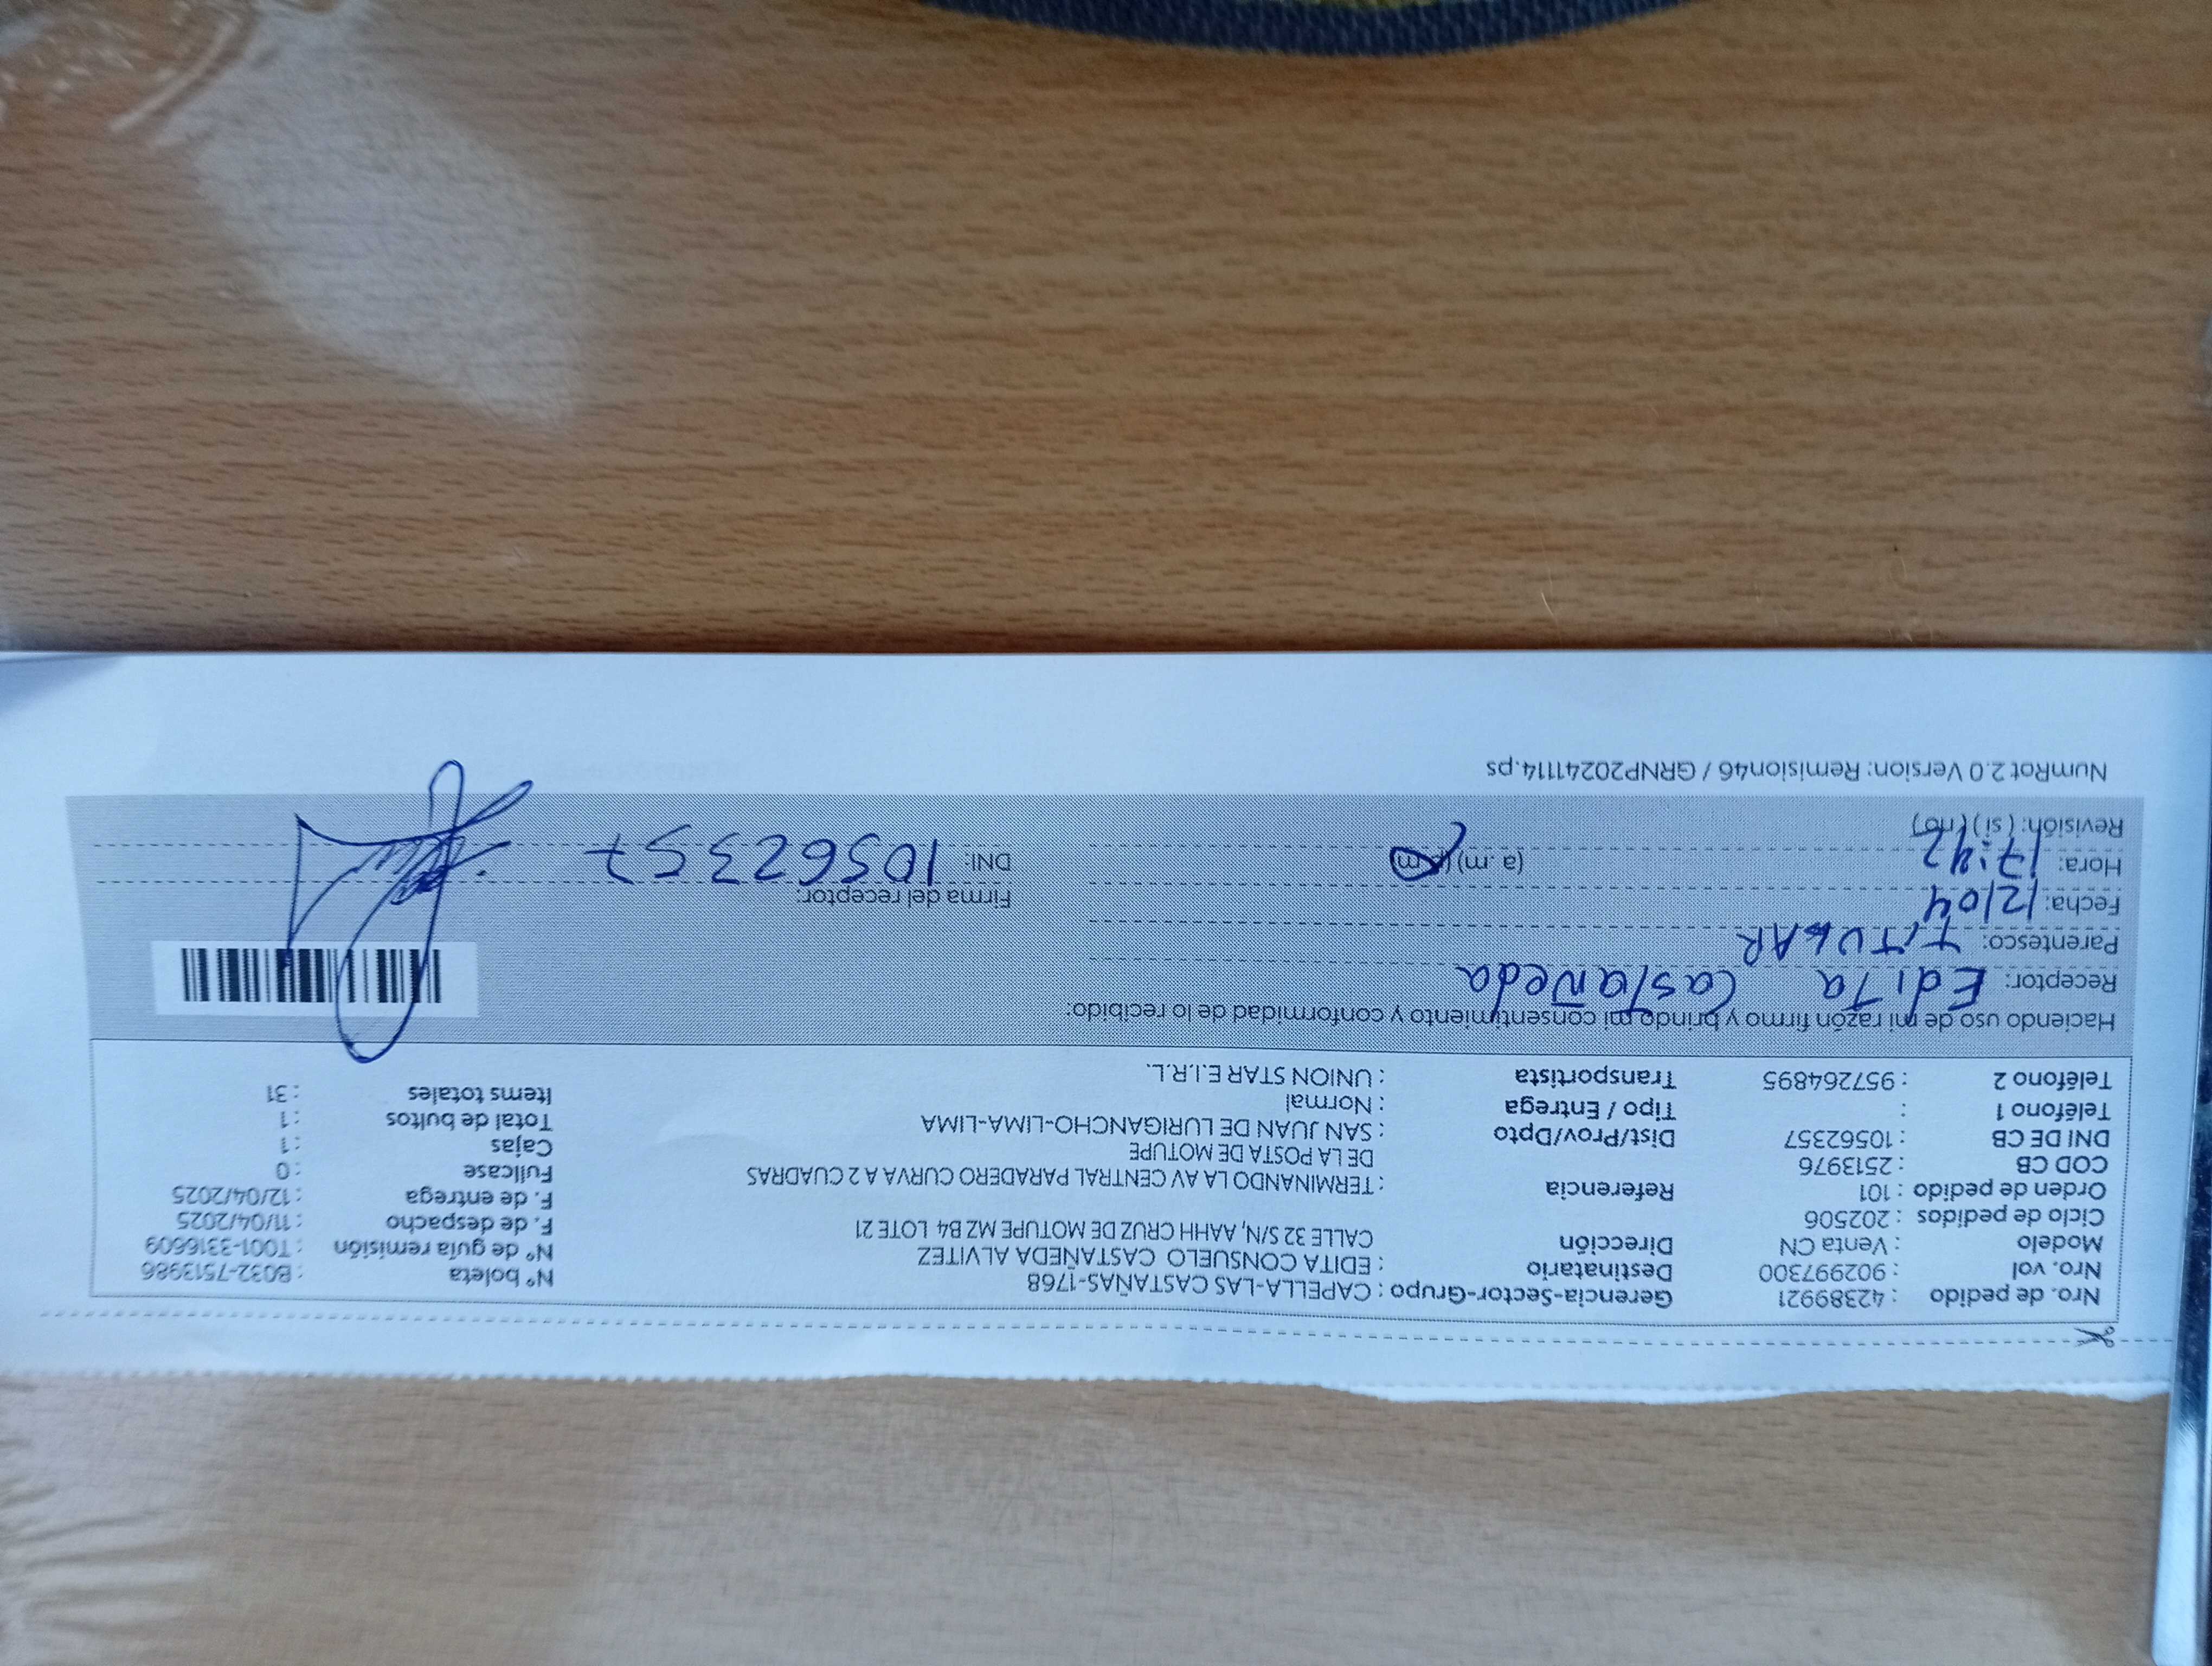 Nro. de pedido : 42389921
Nro. vol : 902997300
Modelo : Venta CN
Ciclo de pedidos : 202506
Orden de pedido : 101
COD CB : 2513976
DNI DE CB : 10562357
Teléfono 1 :
Teléfono 2 : 957264895
Gerencia-Sector-Grupo : CAPELLA-LAS CASTAÑAS-1768
Destinatario : EDITA CONSUELO CASTAÑEDA ALVITEZ
Dirección CALLE 32 S/N, AAHH CRUZ DE MOTUPE MZ B4 LOTE 21
Referencia : TERMINANDO LA AV CENTRAL PARADERO CURVA A 2 CUADRAS
DE LA POSTA DE MOTUPE
Dist/Prov/Dpto : SAN JUAN DE LURIGANCHO-LIMA-LIMA
Tipo / Entrega : Normal
Transportista : UNION STAR E.I.R.L.
N° boleta : B032-7513986
N° de guía remisión : T001-3316609
F. de despacho : 11/04/2025
F. de entrega : 12/04/2025
Fullcase : 0
Cajas : 1
Total de bultos : 1
Items totales : 31
Haciendo uso de mi razón firmo y brindo mi consentimiento y conformidad de lo recibido:
Receptor: Edita Castañeda
Parentesco: TITULAR
Fecha: 12/04
Hora: 17:42 (a.m) (p.m)
Revisión: (si) (no)
Firma del receptor:
DNI: 10562357
NumRot 2.0 Version: Remision46 / GRNP20241114.ps